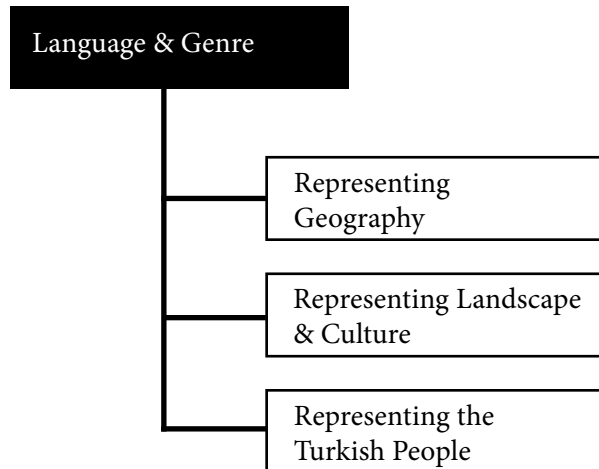 Language & Genre
Representing
Geography
Representing Landscape
& Culture
Representing the
Turkish People